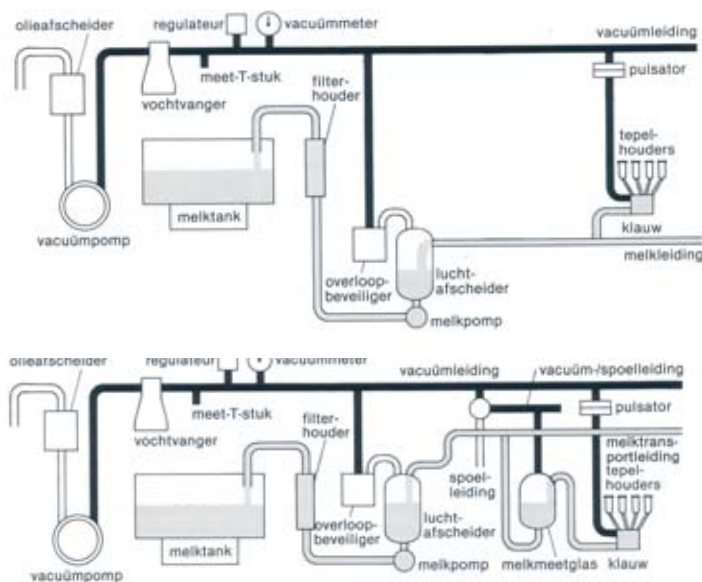 olieafscheider
regulateur
vacuümmeter
vacuümleiding
meet-T-stuk
vochtvanger
filter-
houder
pulsator
tepel-
houders
melktank
vacuümpomp
klauw
melkleiding
overloop-
beveiliger
lucht-
afscheider
melkpomp
olieafscheider
regulateur
vacuümmeter
vacuümleiding
vacuüm-/spoelleiding
meet-T-stuk
vochtvanger
filter-
houder
pulsator
melktrans-
portleiding
tepel-
houders
spoel-
leiding
overloop-
beveiliger
lucht-
afscheider
melktank
melkpomp
melkmeetglas
klauw
vacuümpomp